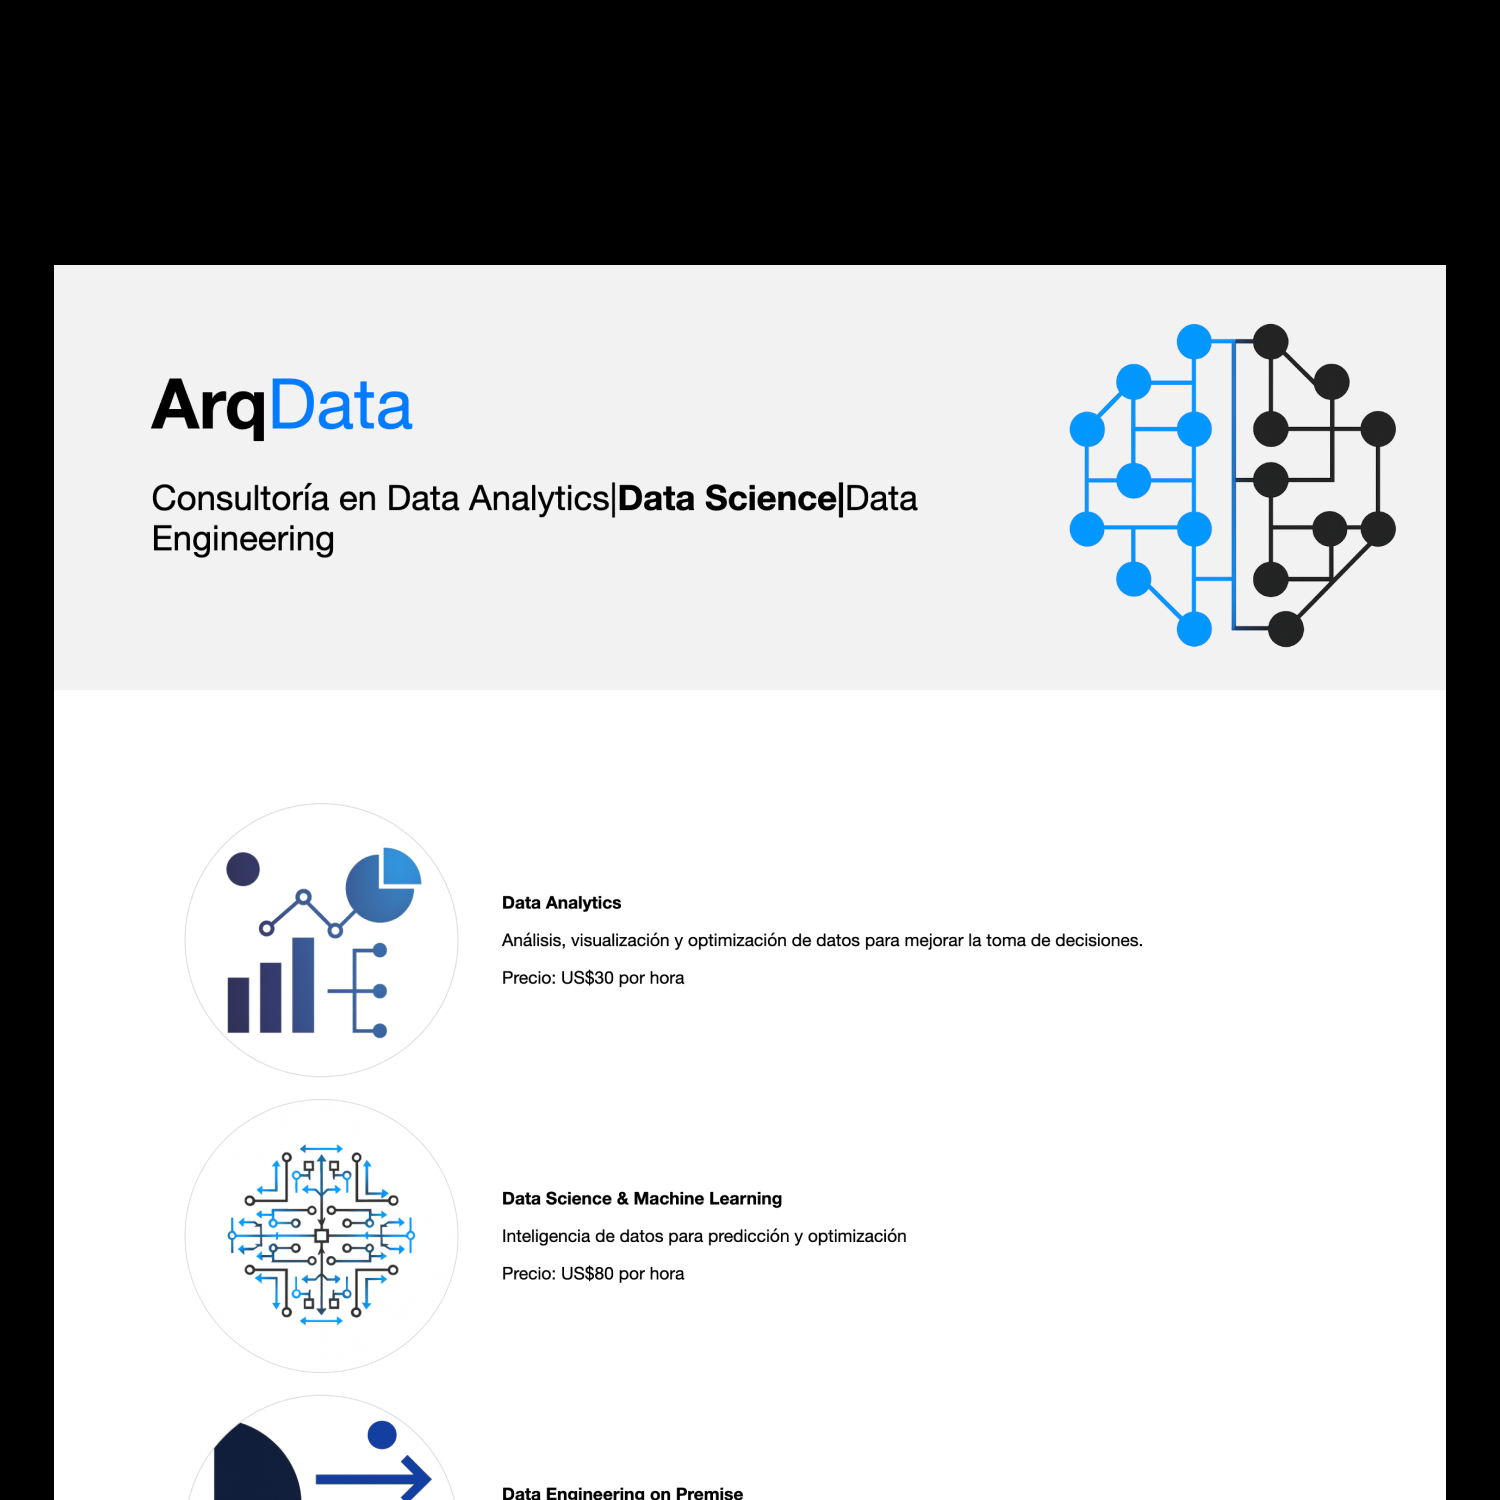 ArqData
Consultoría en Data Analytics|Data Science|Data
Engineering
Data Analytics
Análisis, visualización y optimización de datos para mejorar la toma de decisiones.
Precio: US$30 por hora
Data Science & Machine Learning
Inteligencia de datos para predicción y optimización
Precio: US$80 por hora
Data Engineering on Premise